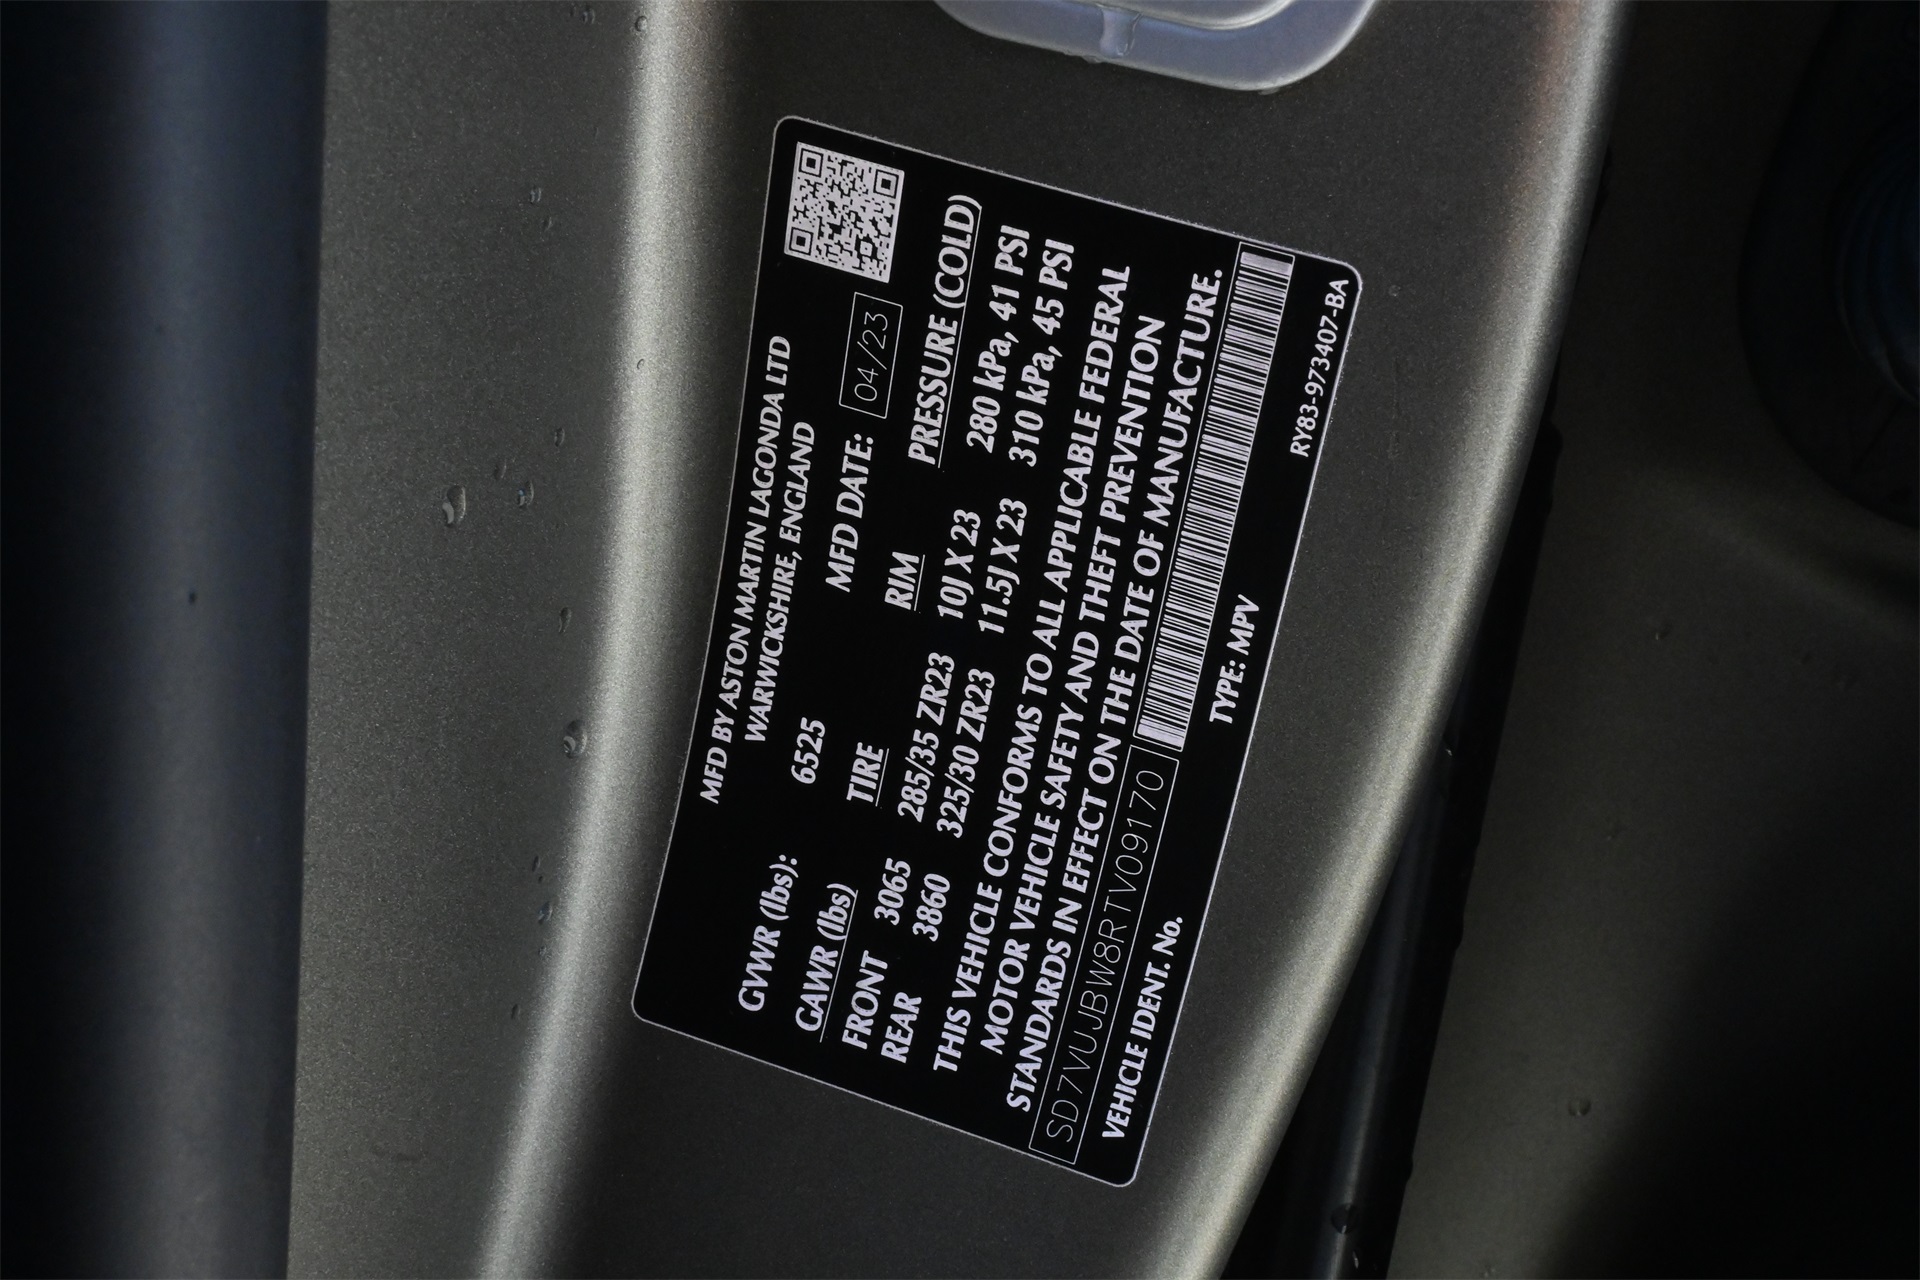 MFD BY ASTON MARTIN LAGONDA LTD
WARWICKSHIRE, ENGLAND
GVWR (lbs): 6525 MFD DATE: 04/23
GAWR (lbs) TIRE RIM PRESSURE (COLD)
FRONT 3065 285/35 ZR23 10J X 23 280 kPa, 41 PSI
REAR 3860 325/30 ZR23 11.5J X 23 310 kPa, 45 PSI
THIS VEHICLE CONFORMS TO ALL APPLICABLE FEDERAL
MOTOR VEHICLE SAFETY AND THEFT PREVENTION
STANDARDS IN EFFECT ON THE DATE OF MANUFACTURE.
SD7VUJBW8RTV09170
VEHICLE IDENT. No. TYPE: MPV RY83-973407-BA